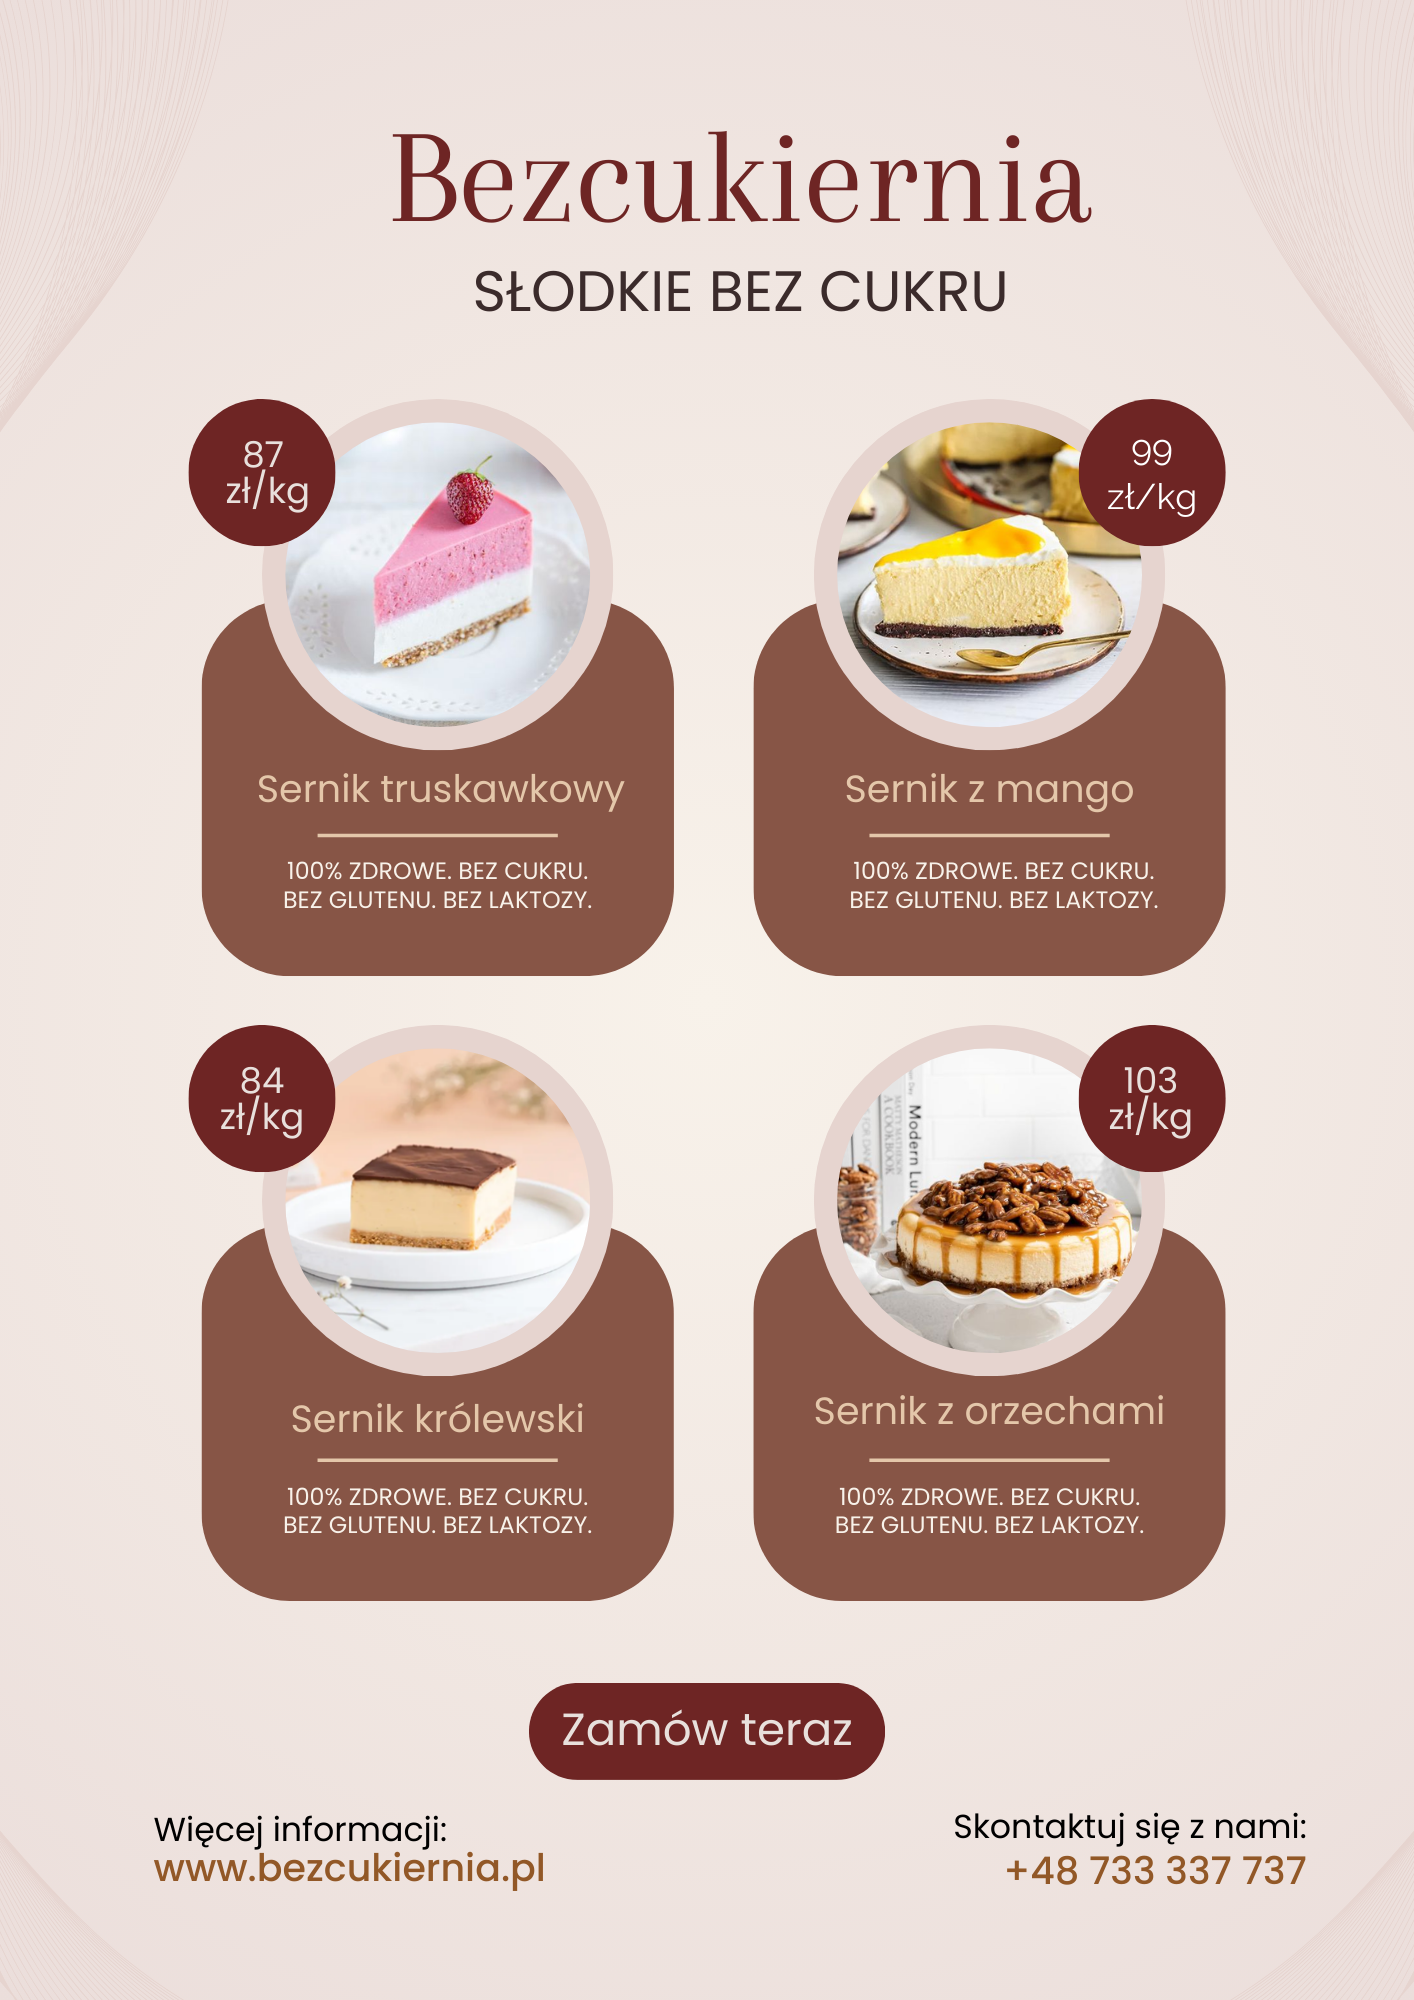 Bezcukiernia
SŁODKIE BEZ CUKRU
87
zł/kg
99
zł/kg
Sernik truskawkowy
100% ZDROWE. BEZ CUKRU.
BEZ GLUTENU. BEZ LAKTOZY.
Sernik z mango
100% ZDROWE. BEZ CUKRU.
BEZ GLUTENU. BEZ LAKTOZY.
84
zł/kg
103
zł/kg
Modern
A COOKBOOK
Sernik królewski
100% ZDROWE. BEZ CUKRU.
BEZ GLUTENU. BEZ LAKTOZY.
Sernik z orzechami
100% ZDROWE. BEZ CUKRU.
BEZ GLUTENU. BEZ LAKTOZY.
Zamów teraz
Więcej informacji:
www.bezcukiernia.pl
Skontaktuj się z nami:
+48 733 337 737